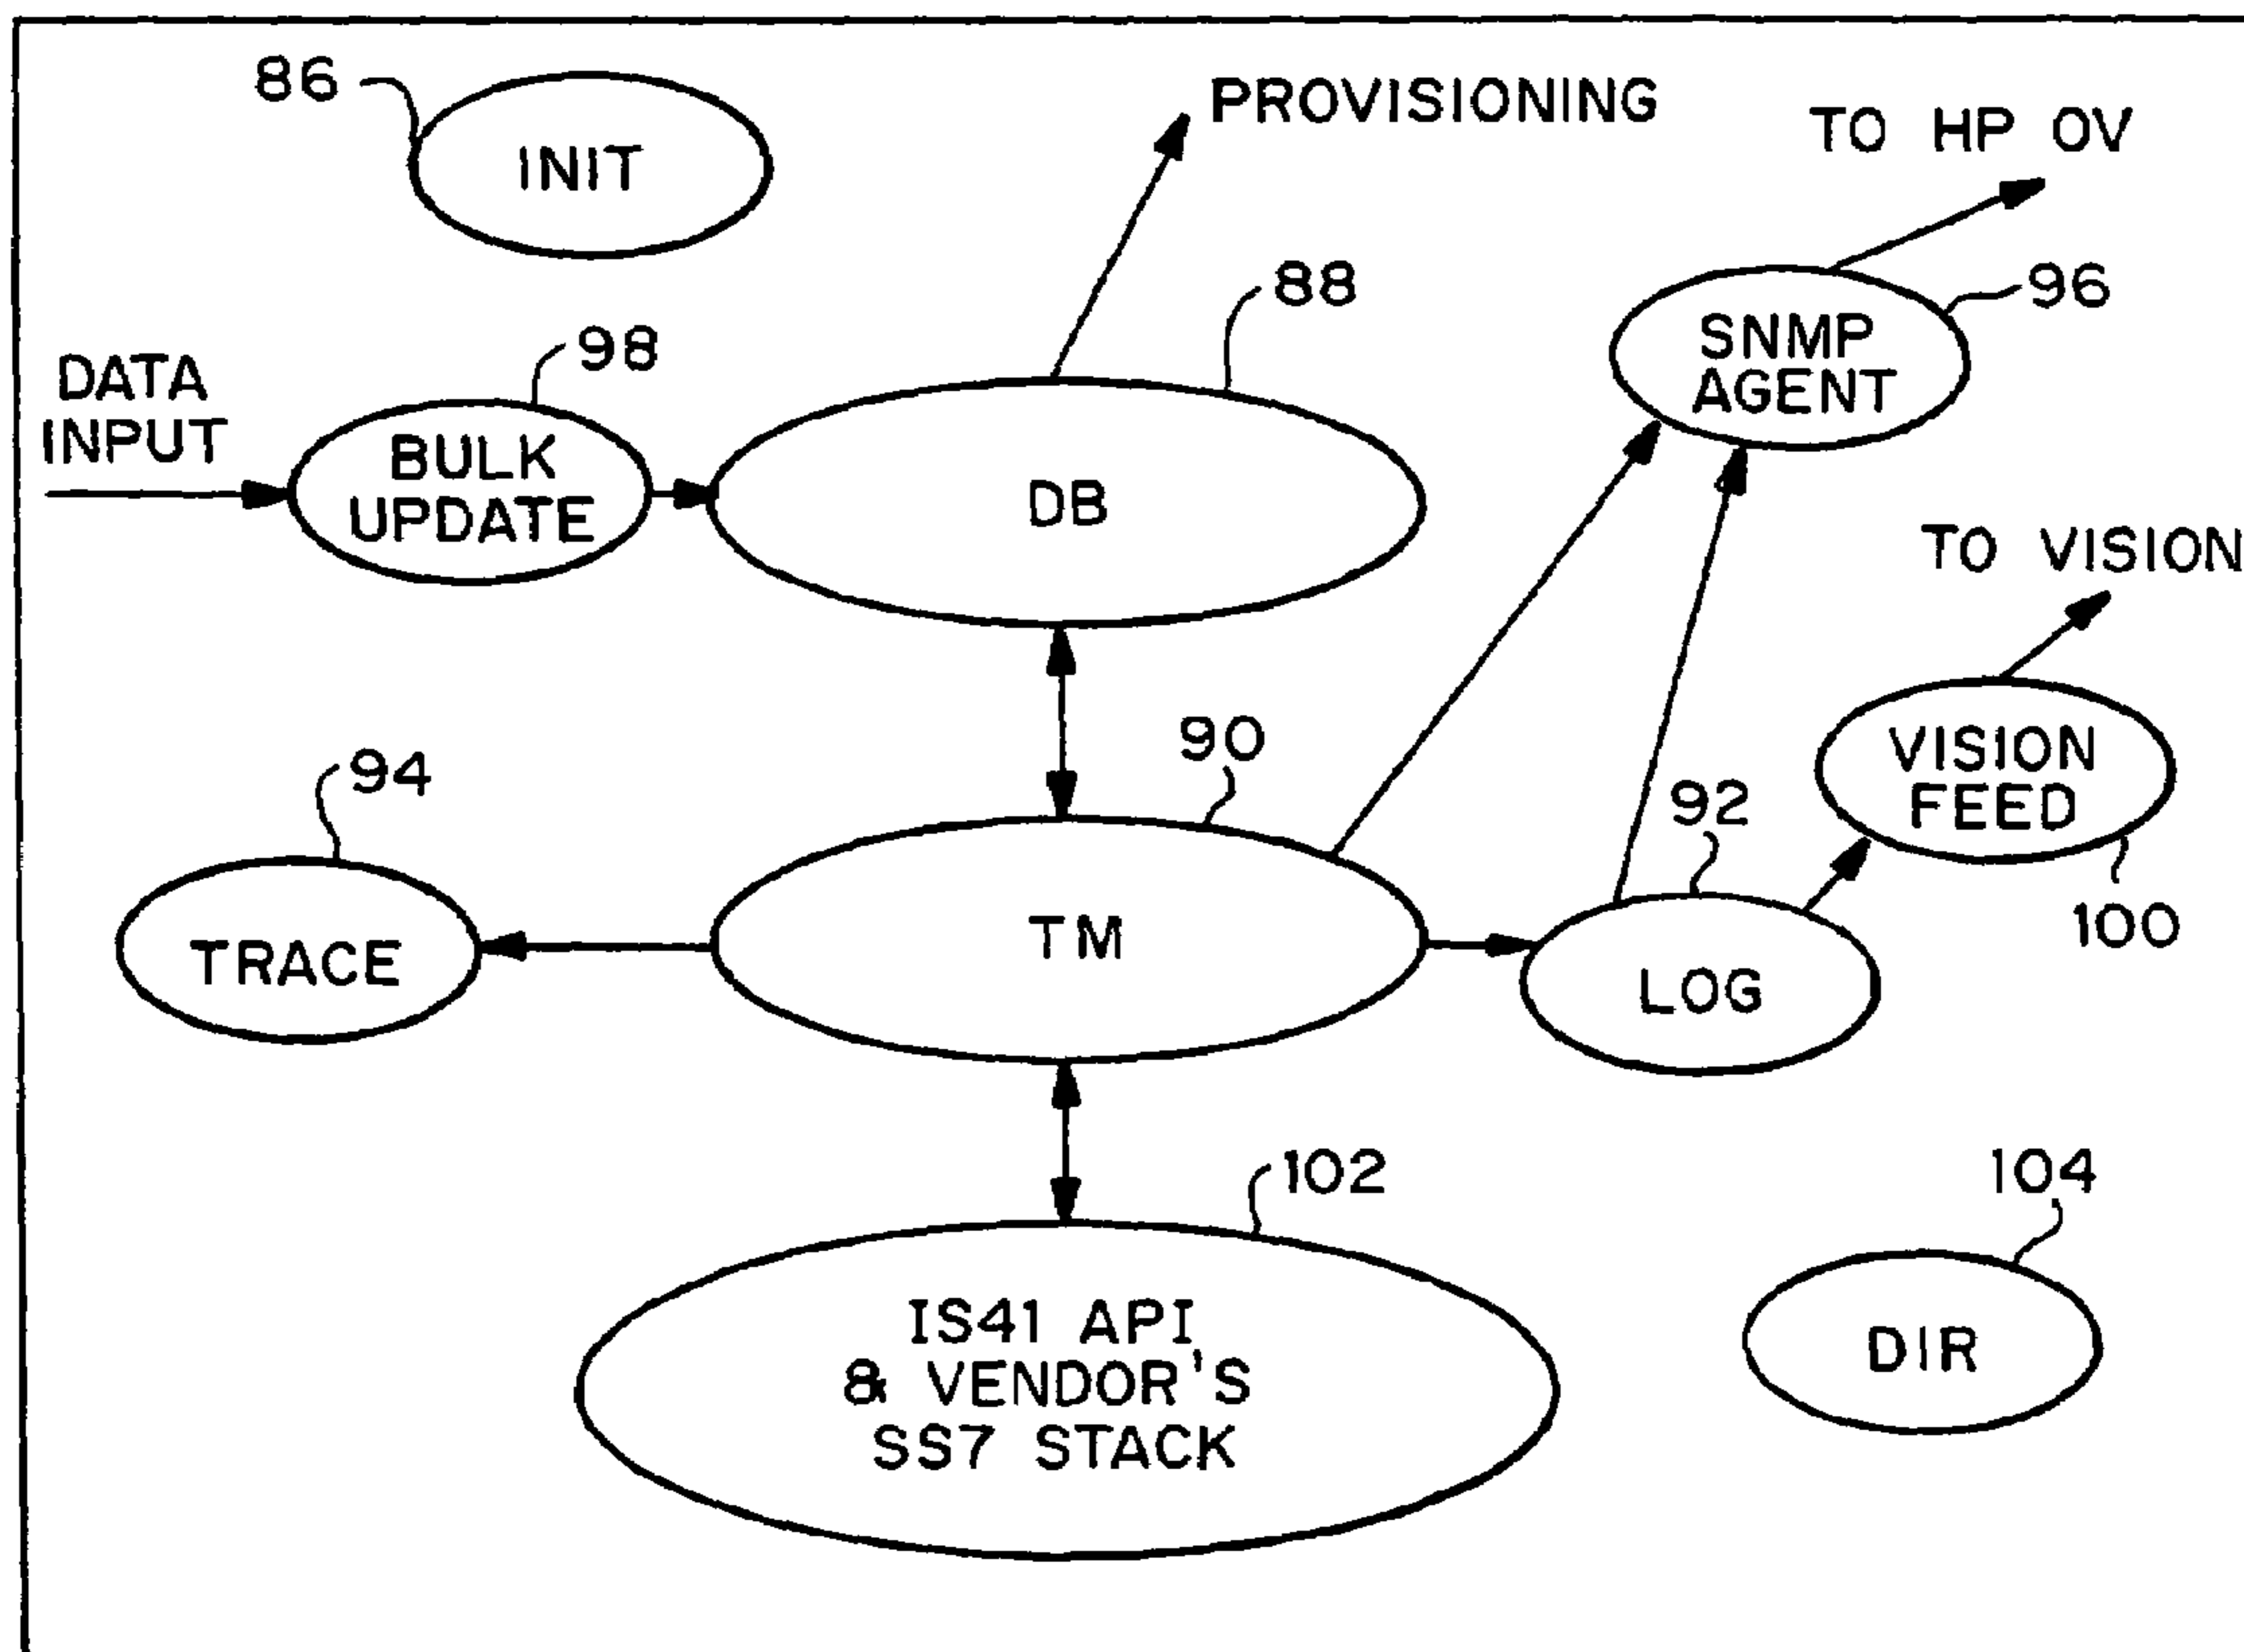 86
INIT
PROVISIONING
TO HP OV
88
96
SNMP
AGENT
98
DATA
INPUT
BULK
UPDATE
DB
TO VISION
90
94
92
VISION
FEED
100
TRACE
TM
LOG
102
104
IS41 API
& VENDOR'S
SS7 STACK
DIR